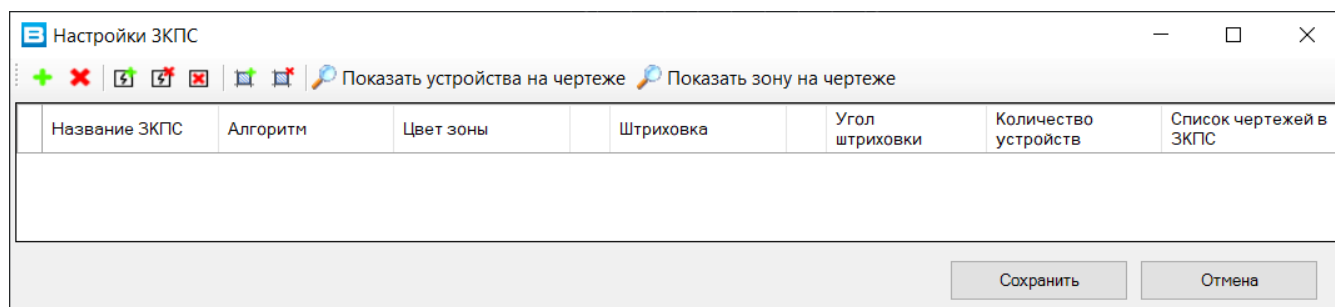 Настройки ЗКПС
Показать устройства на чертеже Показать зону на чертеже
Название ЗКПС Алгоритм Цвет зоны Штриховка Угол штриховки Количество устройств Список чертежей в ЗКПС
Сохранить Отмена